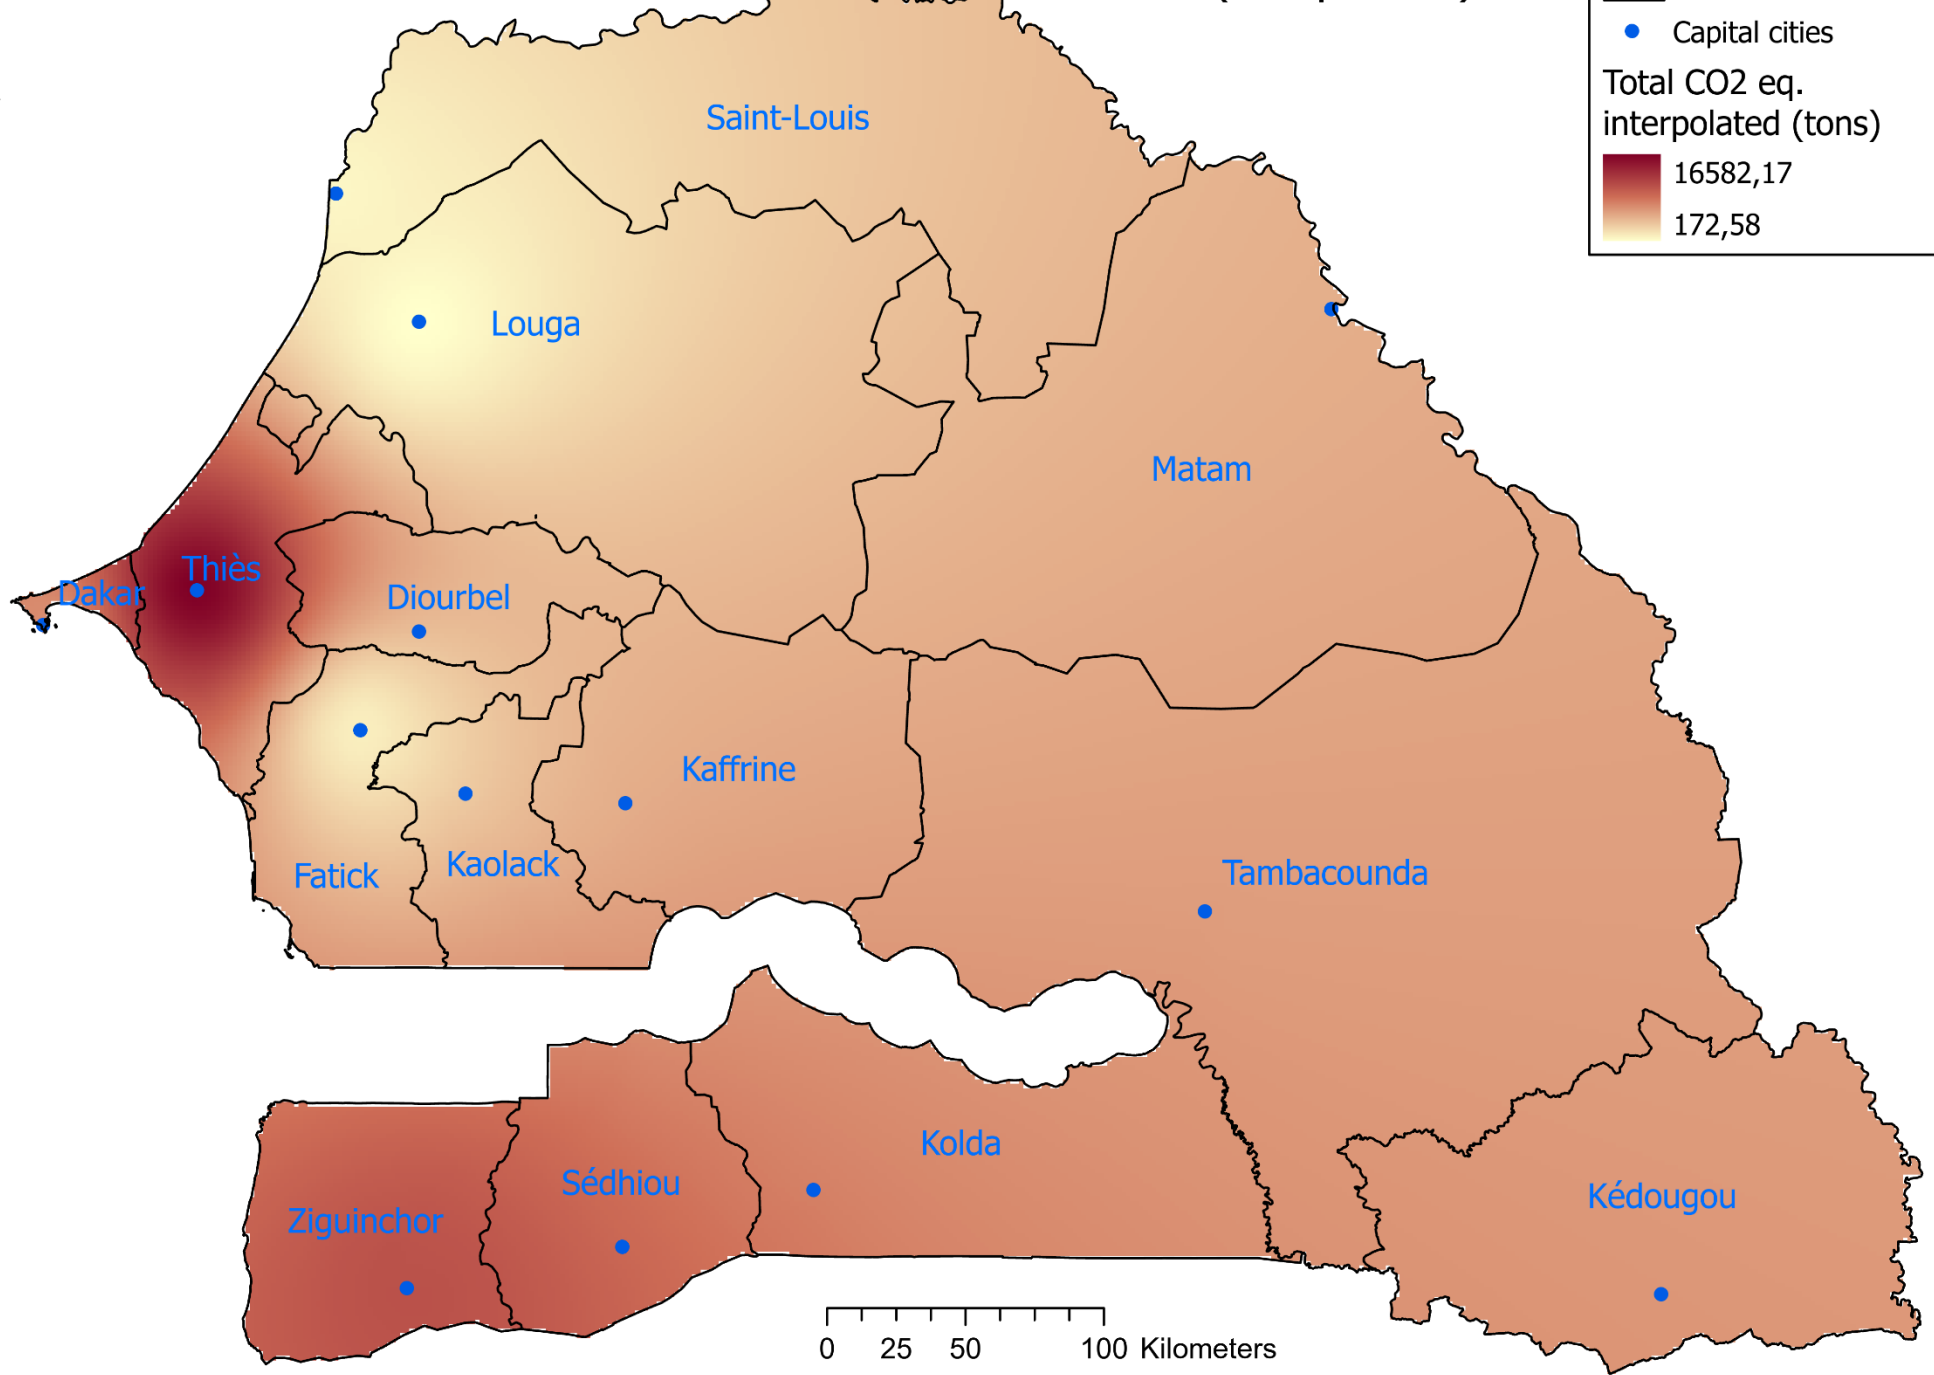 Capital cities
Total CO2 eq.
interpolated (tons)
16582,17
172,58
Saint-Louis
Louga
Matam
Thiès
Dakar
Diourbel
Kaffrine
Kaolack
Fatick
Tambacounda
Kolda
Sédhiou
Kédougou
Ziguinchor
0 25 50 100 Kilometers